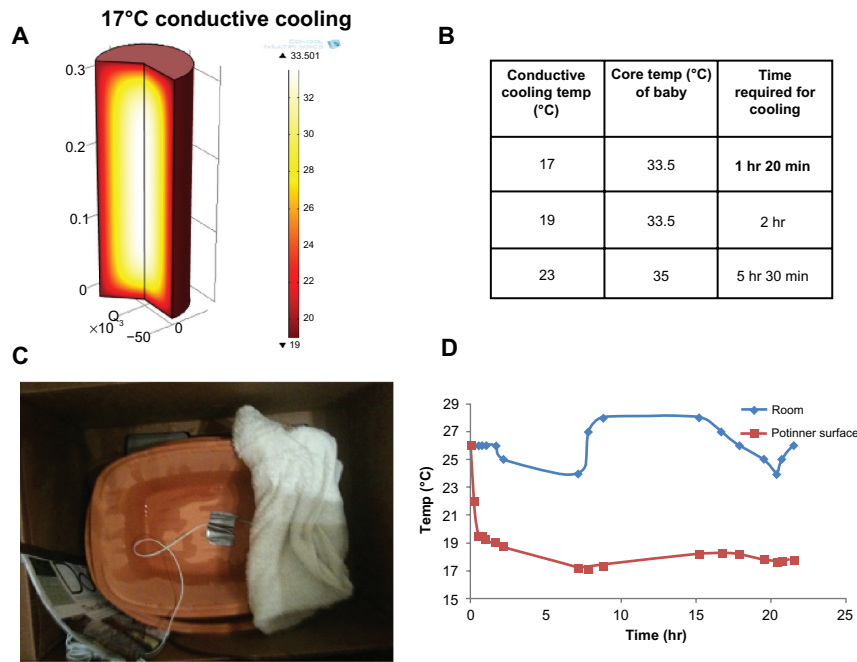 17°C conductive cooling
A
COMSOL
MULTIPHYSICS
▲ 33.501
0.3
0.2
0.1
0
Q
×10
3
−50
0
32
30
28
26
24
22
20
▼ 19
B
Conductive cooling temp (°C)
Core temp (°C) of baby
Time required for cooling
17
33.5
1 hr 20 min
19
33.5
2 hr
23
35
5 hr 30 min
C
D
29
27
25
23
21
19
17
15
Temp (°C)
0
5
10
15
20
25
Time (hr)
Room
Potinner surface